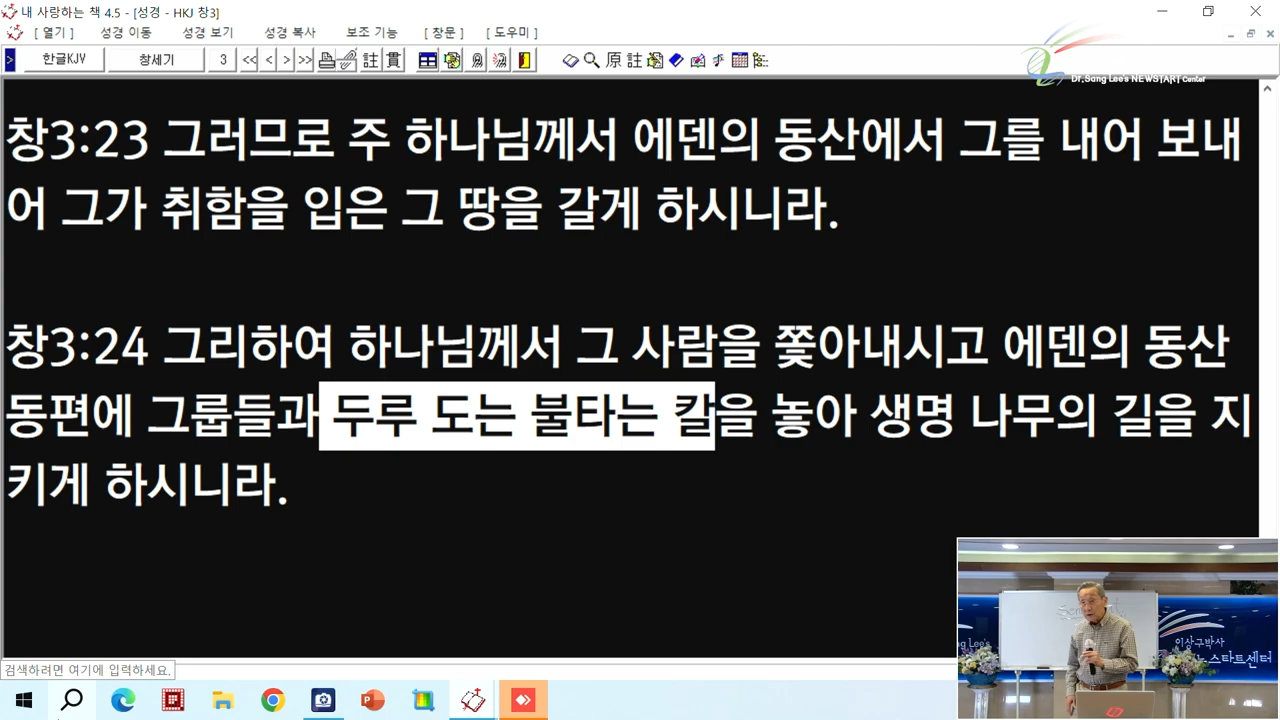 내 사랑하는 책 4.5 - [성경 - HKJ 창3]
[ 열기 ] 성경 이동 성경 보기 성경 복사 보조 기능 [ 창문 ] [ 도우미 ]
한글KJV 창세기 3 << < > >> 註 貫 原 註
Dr.Sang Lee's NEWSTART Center
창3:23 그러므로 주 하나님께서 에덴의 동산에서 그를 내어 보내
어 그가 취함을 입은 그 땅을 갈게 하시니라.
창3:24 그리하여 하나님께서 그 사람을 쫓아내시고 에덴의 동산
동편에 그룹들과 두루 도는 불타는 칼을 놓아 생명 나무의 길을 지
키게 하시니라.
이상구박사
뉴스타트센터
검색하려면 여기에 입력하세요.